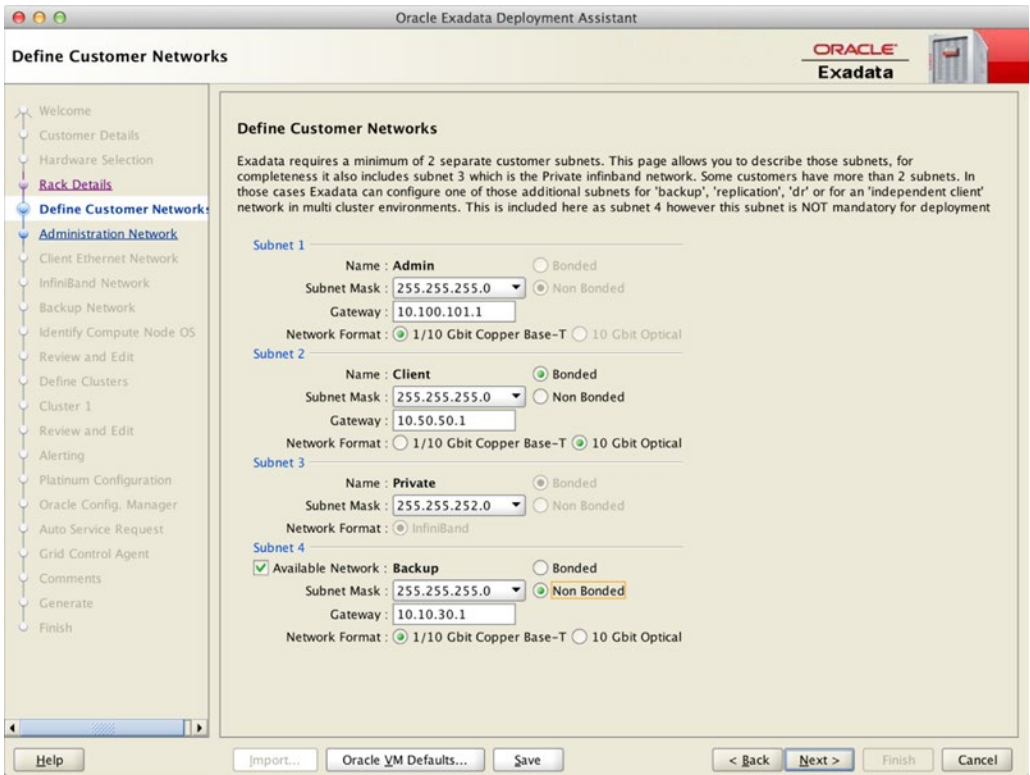 Oracle Exadata Deployment Assistant
Define Customer Networks
ORACLE
Exadata
Welcome
Customer Details
Hardware Selection
Rack Details
Define Customer Networks
Administration Network
Client Ethernet Network
InfiniBand Network
Backup Network
Identify Compute Node OS
Review and Edit
Define Clusters
Cluster 1
Review and Edit
Alerting
Platinum Configuration
Oracle Config. Manager
Auto Service Request
Grid Control Agent
Comments
Generate
Finish
Define Customer Networks
Exadata requires a minimum of 2 separate customer subnets. This page allows you to describe those subnets, for
completeness it also includes subnet 3 which is the Private infinband network. Some customers have more than 2 subnets. In
those cases Exadata can configure one of those additional subnets for 'backup', 'replication', 'dr' or for an 'independent client'
network in multi cluster environments. This is included here as subnet 4 however this subnet is NOT mandatory for deployment
Subnet 1
Name : Admin Bonded
Subnet Mask : 255.255.255.0 Non Bonded
Gateway : 10.100.101.1
Network Format : 1/10 Gbit Copper Base-T 10 Gbit Optical
Subnet 2
Name : Client Bonded
Subnet Mask : 255.255.255.0 Non Bonded
Gateway : 10.50.50.1
Network Format : 1/10 Gbit Copper Base-T 10 Gbit Optical
Subnet 3
Name : Private Bonded
Subnet Mask : 255.255.252.0 Non Bonded
Network Format : InfiniBand
Subnet 4
Available Network : Backup Bonded
Subnet Mask : 255.255.255.0 Non Bonded
Gateway : 10.10.30.1
Network Format : 1/10 Gbit Copper Base-T 10 Gbit Optical
Help Import... Oracle VM Defaults... Save < Back Next > Finish Cancel